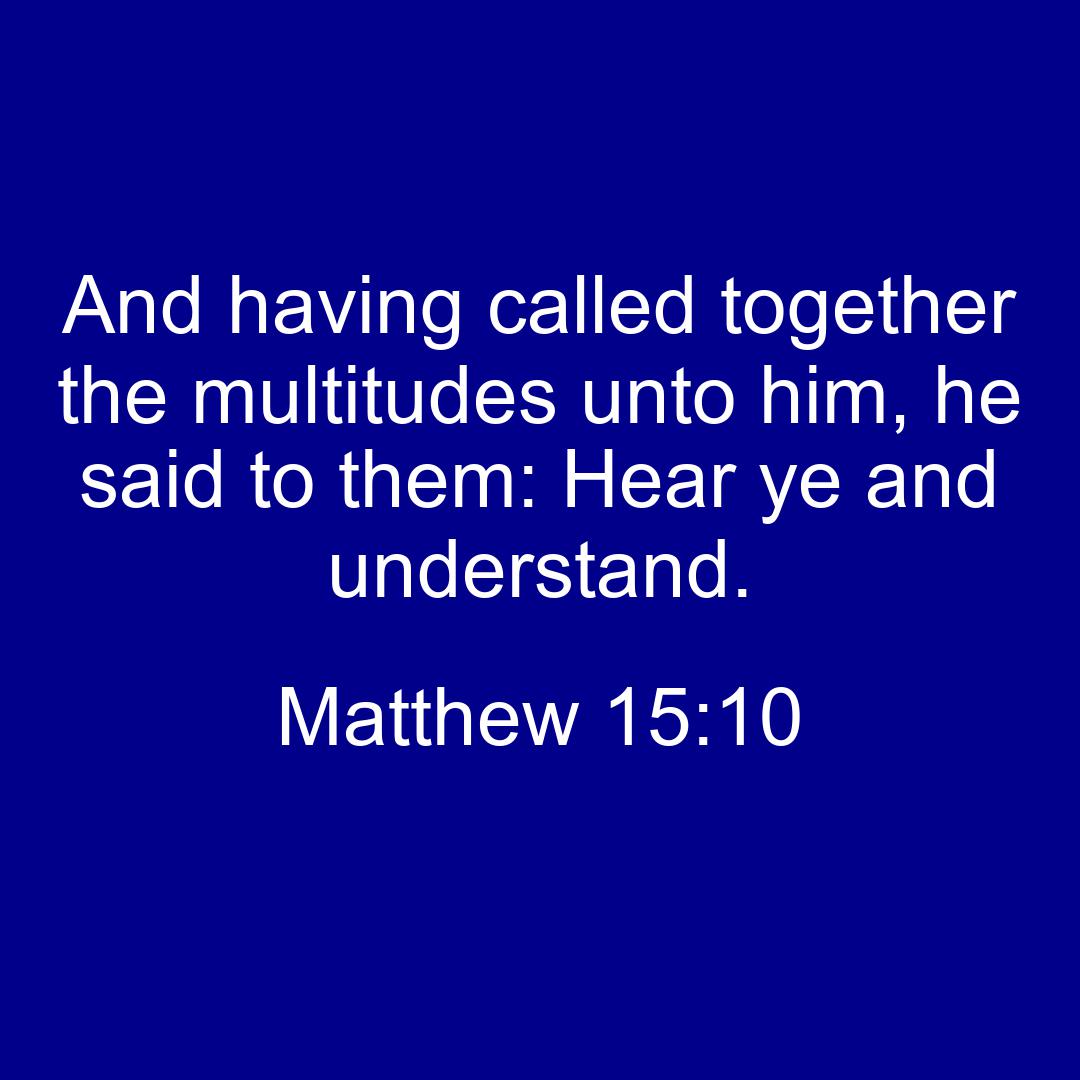 And having called together
the multitudes unto him, he
said to them: Hear ye and
understand.
Matthew 15:10